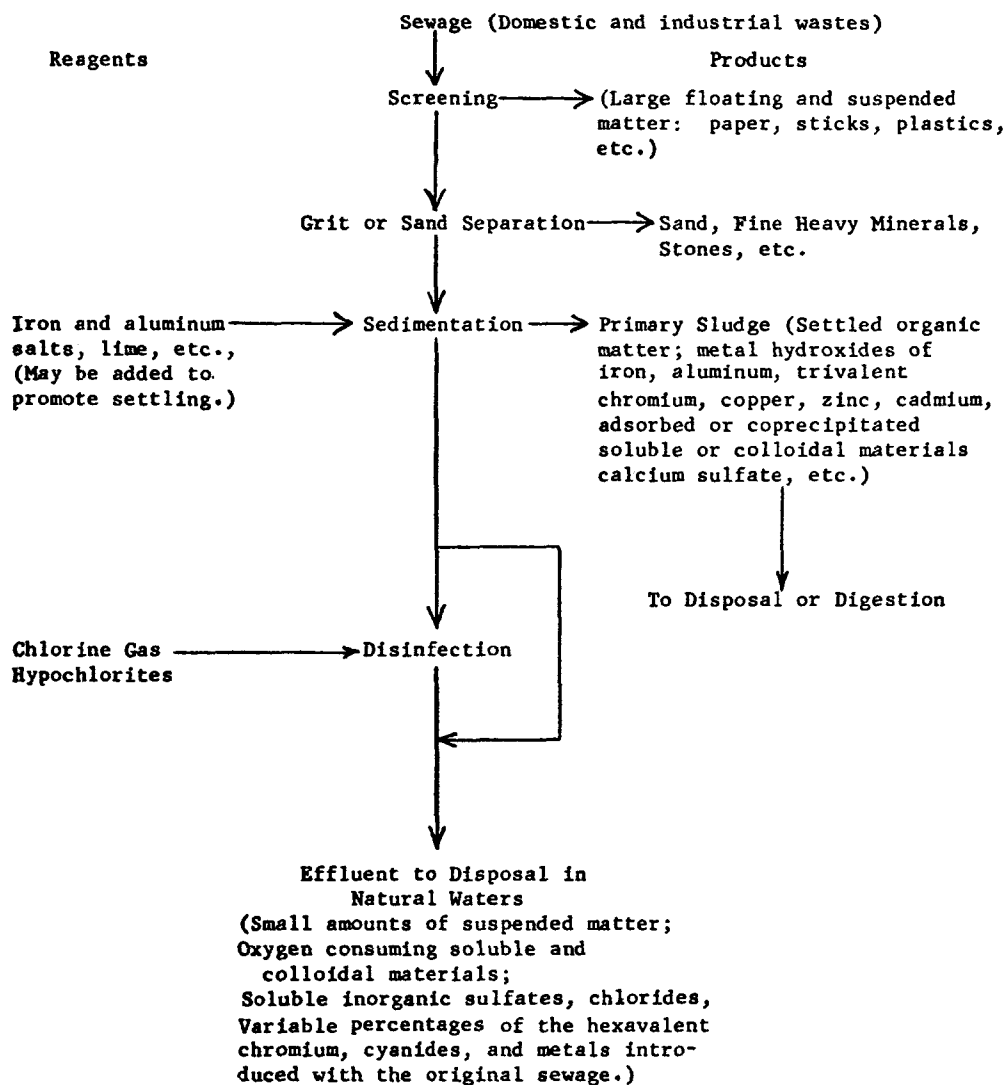 Sewage (Domestic and industrial wastes)
Reagents
Products
Screening
(Large floating and suspended
matter: paper, sticks, plastics,
etc.)
Grit or Sand Separation
Sand, Fine Heavy Minerals,
Stones, etc.
Iron and aluminum
salts, lime, etc.,
(May be added to
promote settling.)
Sedimentation
Primary Sludge (Settled organic
matter; metal hydroxides of
iron, aluminum, trivalent
chromium, copper, zinc, cadmium,
adsorbed or coprecipitated
soluble or colloidal materials
calcium sulfate, etc.)
To Disposal or Digestion
Chlorine Gas
Hypochlorites
Disinfection
Effluent to Disposal in
Natural Waters
(Small amounts of suspended matter;
Oxygen consuming soluble and
colloidal materials;
Soluble inorganic sulfates, chlorides,
Variable percentages of the hexavalent
chromium, cyanides, and metals intro-
duced with the original sewage.)